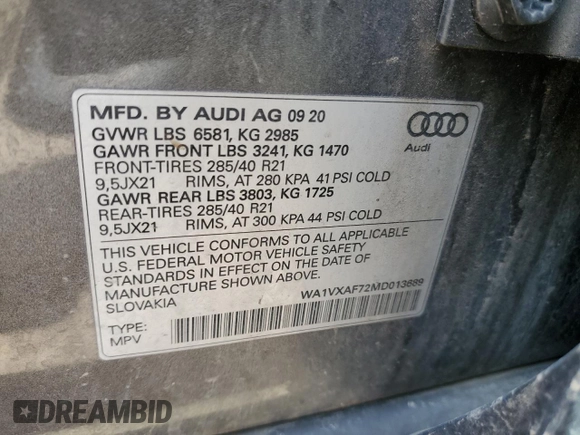 MFD. BY AUDI AG 09 20
GVWR LBS 6581, KG 2985
GAWR FRONT LBS 3241, KG 1470
FRONT-TIRES 285/40 R21
9,5JX21 RIMS, AT 280 KPA 41 PSI COLD
GAWR REAR LBS 3803, KG 1725
REAR-TIRES 285/40 R21
9,5JX21 RIMS, AT 300 KPA 44 PSI COLD
Audi
THIS VEHICLE CONFORMS TO ALL APPLICABLE
U.S. FEDERAL MOTOR VEHICLE SAFETY
STANDARDS IN EFFECT ON THE DATE OF
MANUFACTURE SHOWN ABOVE.
SLOVAKIA
WA1VXAF72MD013689
TYPE:
MPV
DREAMBID